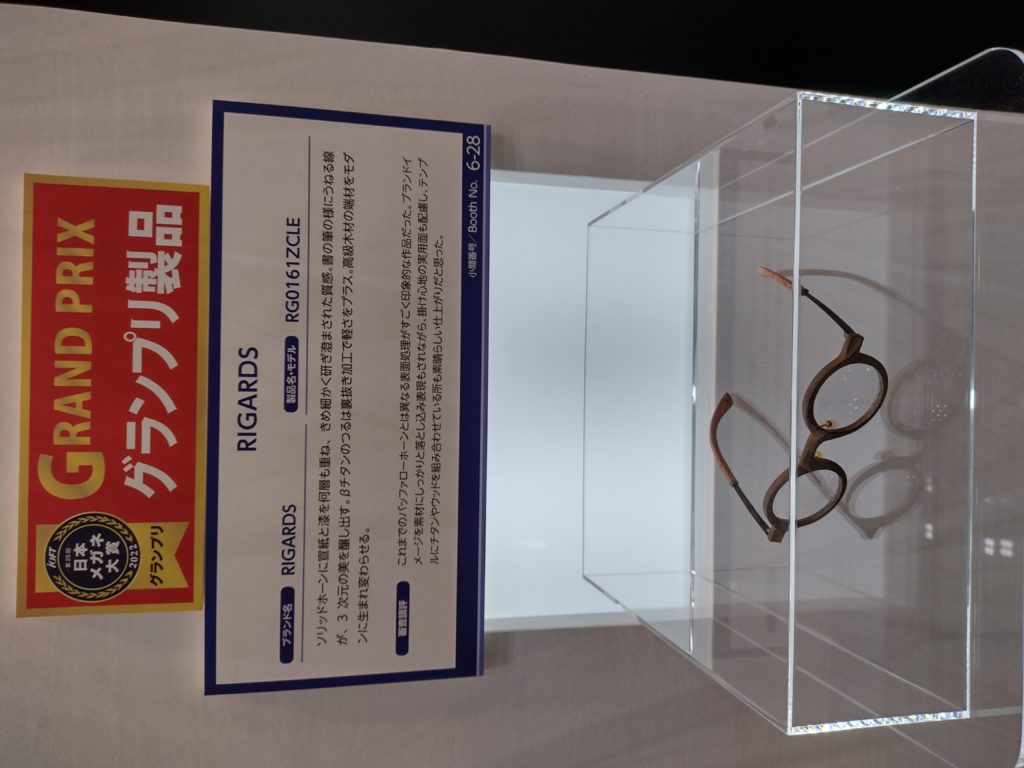 GRAND PRIX
グランプリ製品
iOFT
第25回
日本
メガネ
大賞
2022
グランプリ
RIGARDS
ブランド名 RIGARDS 製品名・モデル RG0161ZCLE
ソリッドホーンに宣紙と漆を何層も重ね、きめ細かく研ぎ澄まされた質感。書の筆の様にうねる線
が、3 次元の美を醸し出す。βチタンのつるは裏抜き加工で軽さをプラス。高級木材の端材をモダ
ンに生まれ変わらせる。
審査講評 これまでのバッファローホーンとは異なる表面処理がすごく印象的な作品だった。ブランドイ
メージを素材にしっかりと落とし込み表現もされながら、掛け心地の実用面も配慮し、テンプ
ルにチタンやウッドを組み合わせている所も素晴らしい仕上がりだと思った。
小間番号／Booth No. 6-28